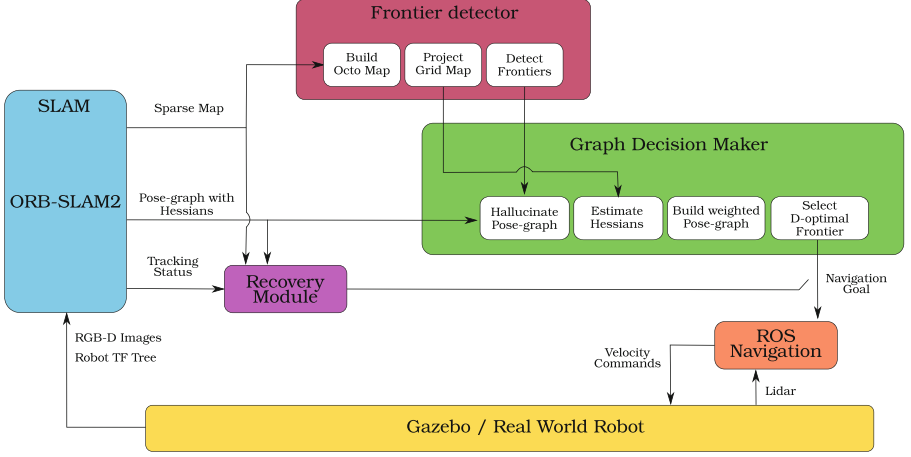 Frontier detector
Build
Octo Map
Project
Grid Map
Detect
Frontiers
SLAM
ORB-SLAM2
Sparse Map
Pose-graph with
Hessians
Tracking
Status
Graph Decision Maker
Hallucinate
Pose-graph
Estimate
Hessians
Build weighted
Pose-graph
Select
D-optimal
Frontier
Recovery
Module
Navigation
Goal
RGB-D Images
Robot TF Tree
ROS
Navigation
Velocity
Commands
Lidar
Gazebo / Real World Robot